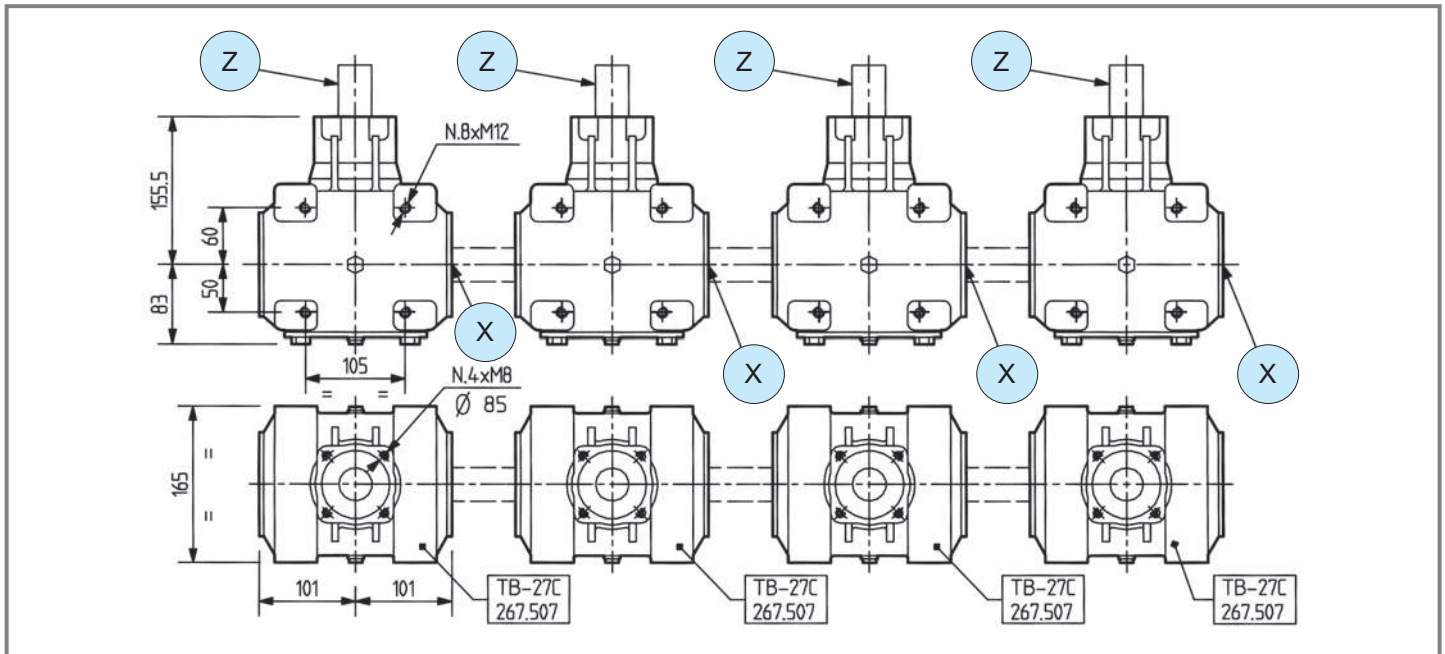 Z Z Z Z
N.8xM12
155.5
60
50
83
X X X X
105
= =
N.4xM8
Ø 85
165
=
=
101 101
TB-27C
267.507
TB-27C
267.507
TB-27C
267.507
TB-27C
267.507